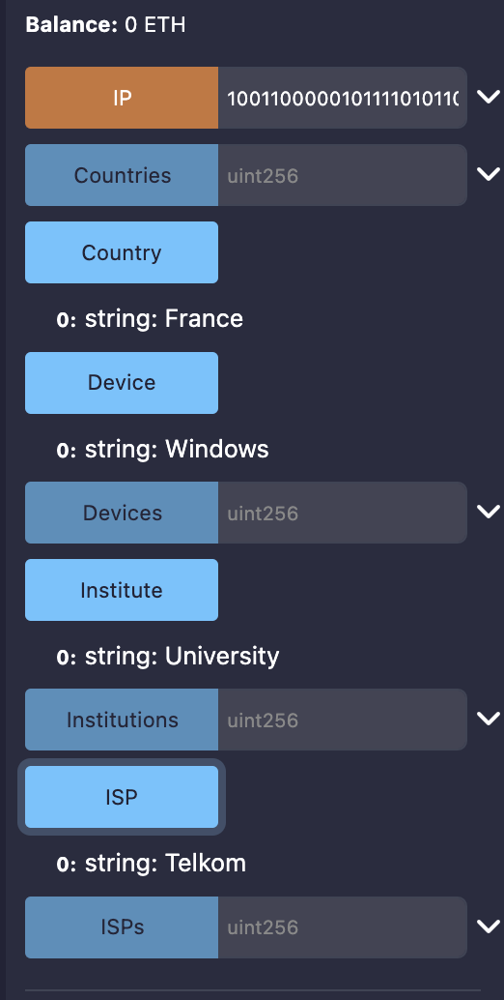 Balance: 0 ETH
IP 1001100000101111010110
Countries uint256
Country
0: string: France
Device
0: string: Windows
Devices uint256
Institute
0: string: University
Institutions uint256
ISP
0: string: Telkom
ISPs uint256